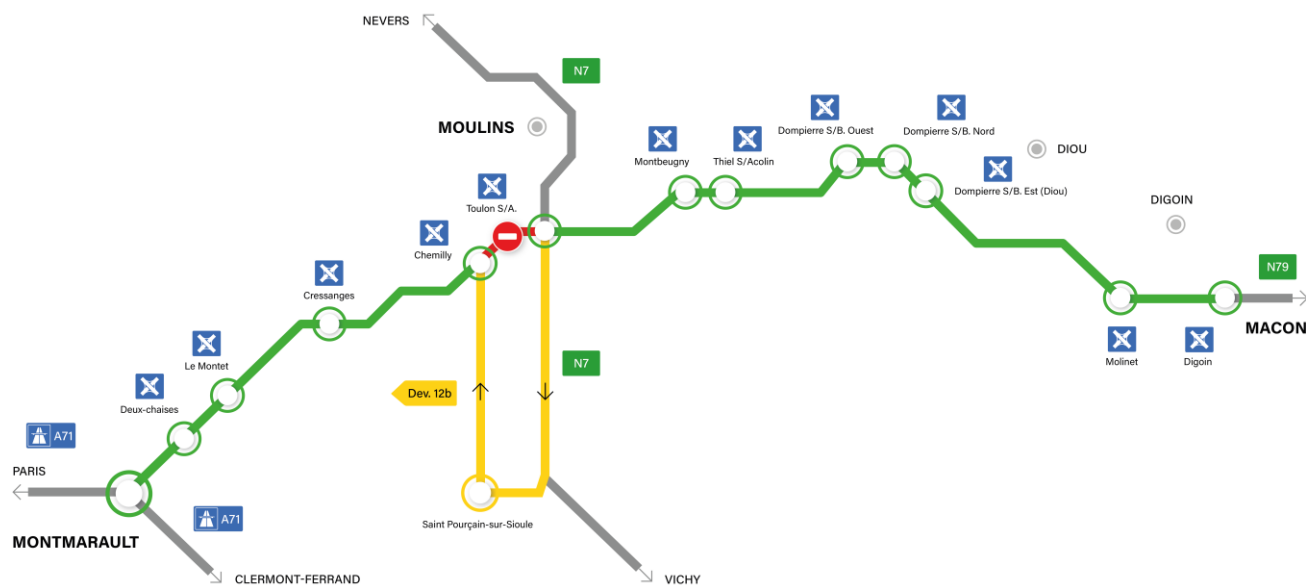 NEVERS
N7
MOULINS
Dompierre S/B. Ouest
Dompierre S/B. Nord
DIOU
Montbeugny
Thiel S/Acolin
Dompierre S/B. Est (Diou)
Toulon S/A.
DIGOIN
Chemilly
N79
Cressanges
MACON
Le Montet
Molinet
Digoin
N7
Dev. 12b
Deux-chaises
A71
PARIS
A71
Saint Pourçain-sur-Sioule
MONTMARAULT
CLERMONT-FERRAND
VICHY